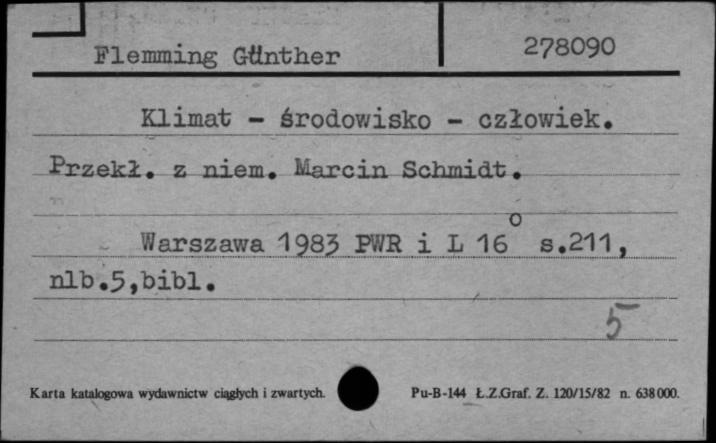 Flemming Günther 278090
Klimat - środowisko - człowiek.
Przekł. z niem. Marcin Schmidt.
Warszawa 1983 PWR i L 16° s.211,
nlb.5,bibl.
5
Karta katalogowa wydawnictw ciągłych i zwartych. Pu-B-144 Ł.Z.Graf. Z. 120/15/82 n. 638000.